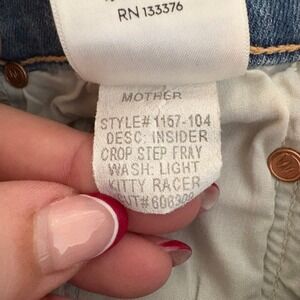 RN 133376
MOTHER
STYLE# 1157-104
DESC: INSIDER
CROP STEP FRAY
WASH: LIGHT
KITTY RACER